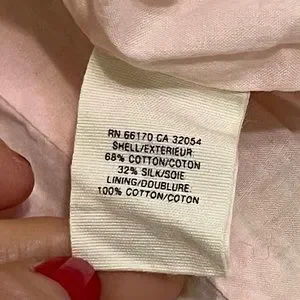 RN 66170 CA 32054
SHELL/EXTERIEUR
68% COTTON/COTON
32% SILK/SOIE
LINING/DOUBLURE
100% COTTON/COTON